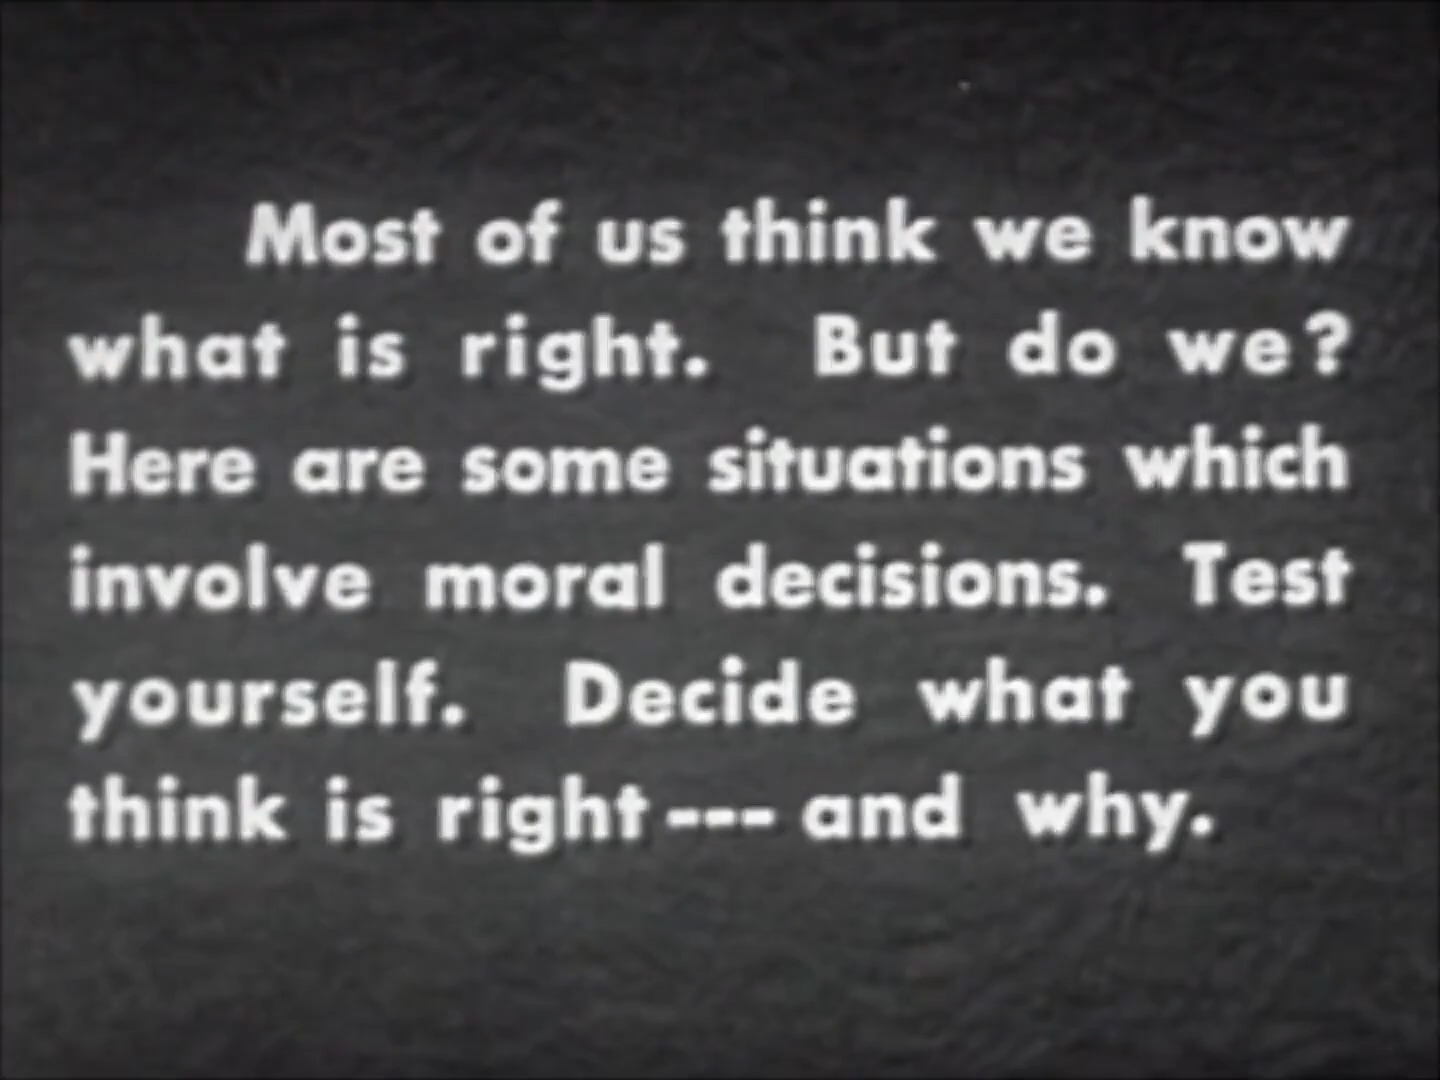 Most of us think we know
what is right. But do we?
Here are some situations which
involve moral decisions. Test
yourself. Decide what you
think is right --- and why.